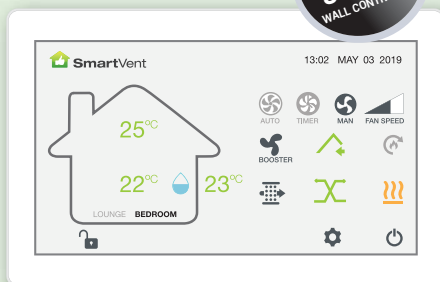 WALL CONT
SmartVent
13:02 MAY 03 2019
25°C
AUTO TIMER MAN FAN SPEED
BOOSTER
22°C 23°C
LOUNGE BEDROOM